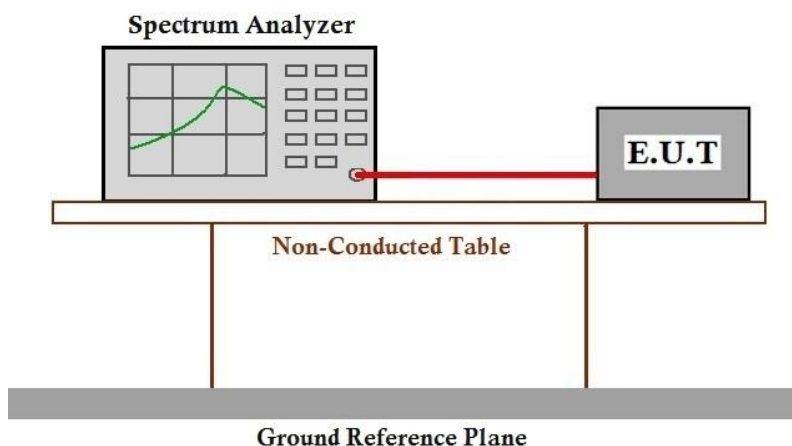 Spectrum Analyzer
E.U.T
Non-Conducted Table
Ground Reference Plane